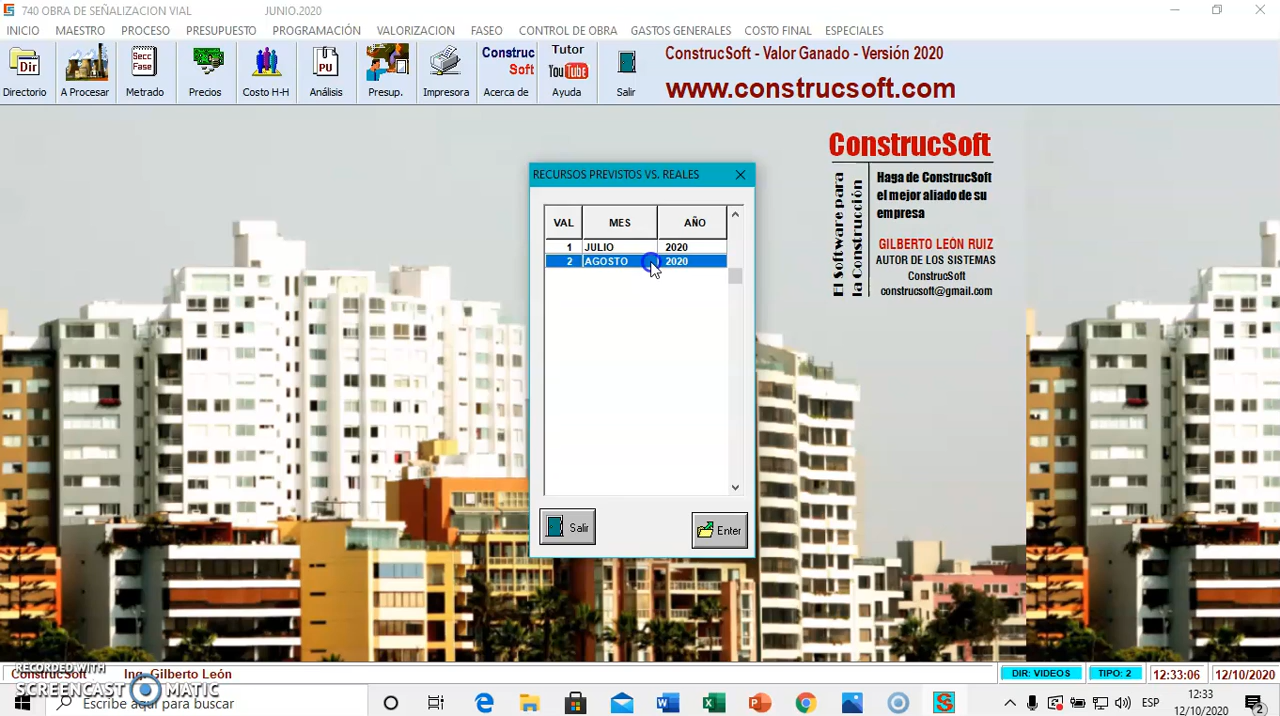 740 OBRA DE SEÑALIZACION VIAL JUNIO.2020
INICIO MAESTRO PROCESO PRESUPUESTO PROGRAMACIÓN VALORIZACION FASEO CONTROL DE OBRA GASTOS GENERALES COSTO FINAL ESPECIALES
Dir
Secc
Fase
PU
Construc
Soft
Tutor
YouTube
ConstrucSoft - Valor Ganado - Versión 2020
www.construcsoft.com
Directorio A Procesar Metrado Precios Costo H-H Análisis Presup. Impresora Acerca de Ayuda Salir
ConstrucSoft
El Software para
la Construcción
Haga de ConstrucSoft
el mejor aliado de su
empresa
GILBERTO LEÓN RUIZ
AUTOR DE LOS SISTEMAS
ConstrucSoft
construcsoft@gmail.com
RECURSOS PREVISTOS VS. REALES
VAL MES AÑO
1 JULIO 2020
2 AGOSTO 2020
Salir Enter
ConstrucSoft Ing. Gilberto León
DIR: VIDEOS TIPO: 2 12:33:06 12/10/2020
RECORDED WITH
SCREENCAST MATIC
Escribe aquí para buscar
ESP
12:33
12/10/2020
2